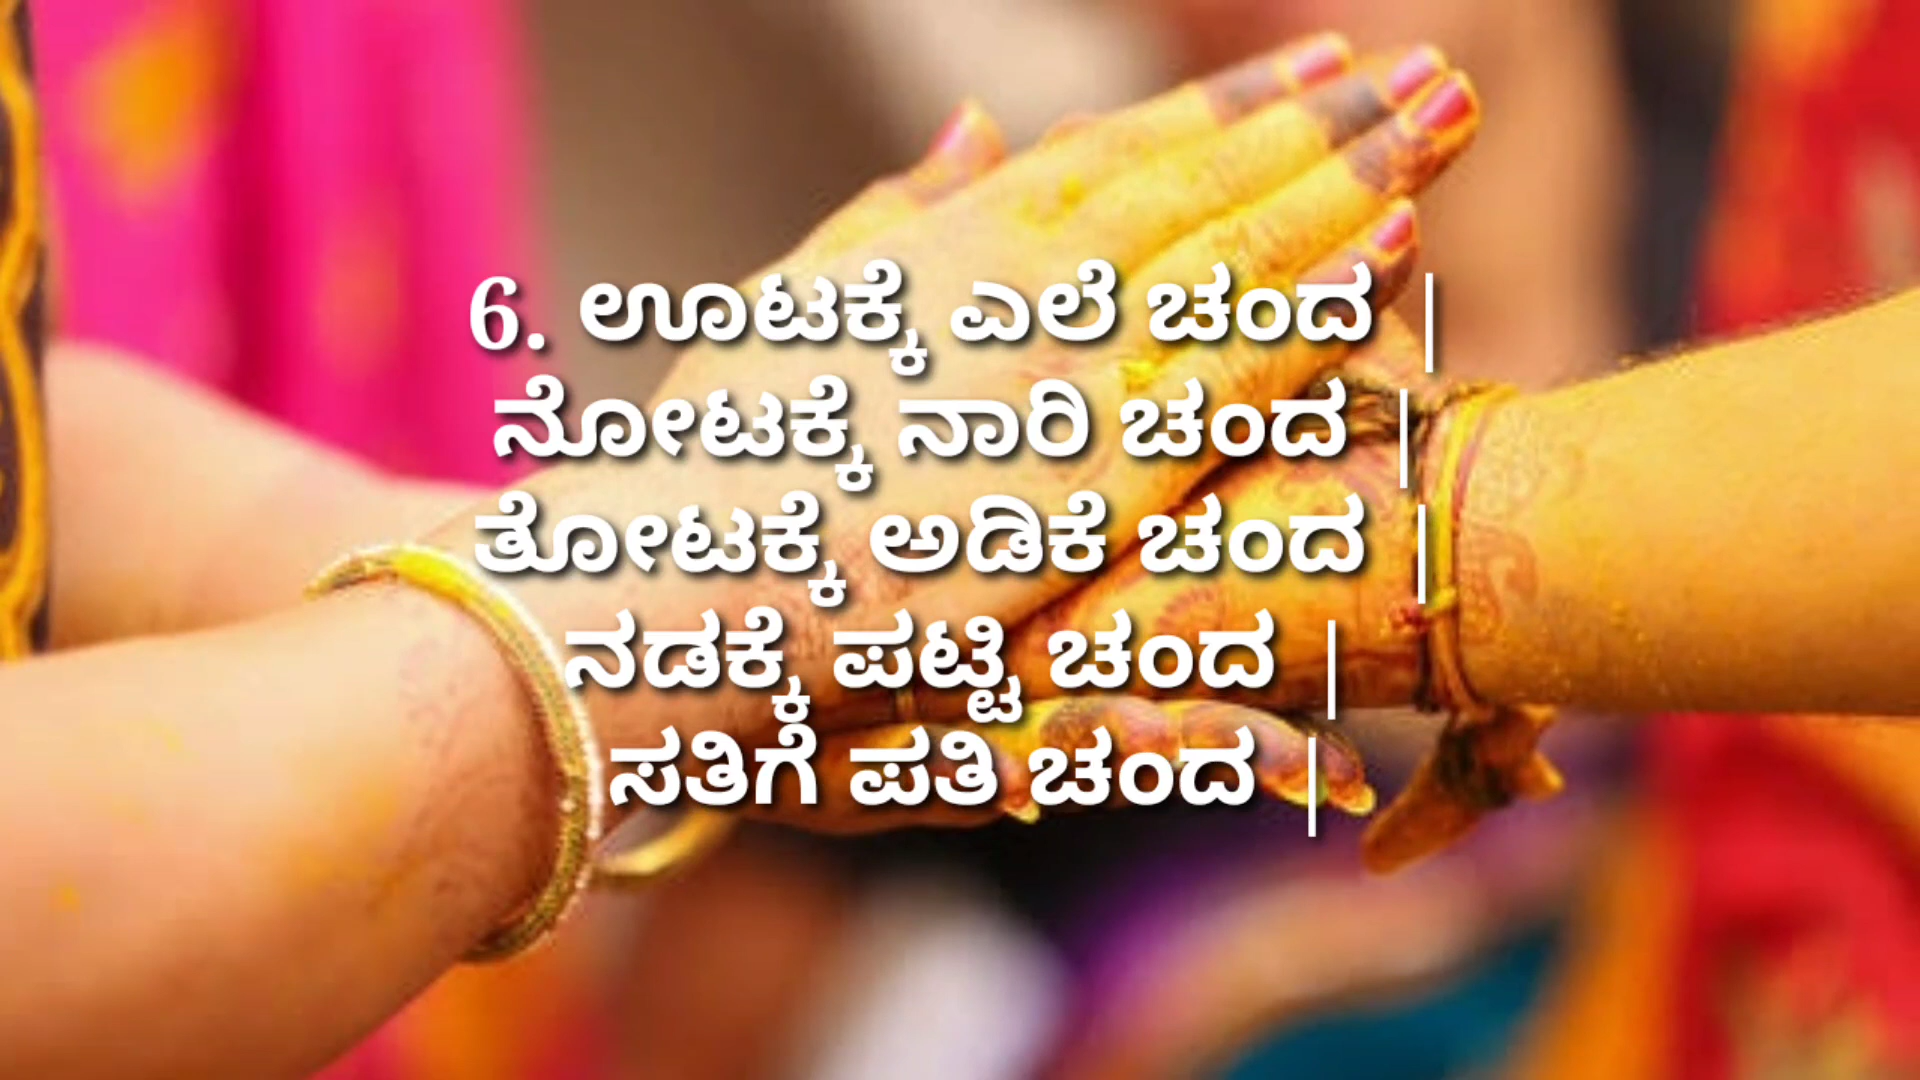 6. ಊಟಕ್ಕೆ ಎಲೆ ಚಂದ |
ನೋಟಕ್ಕೆ ನಾರಿ ಚಂದ |
ತೋಟಕ್ಕೆ ಅಡಿಕೆ ಚಂದ |
ನಡಕ್ಕೆ ಪಟ್ಟಿ ಚಂದ |
ಸತಿಗೆ ಪತಿ ಚಂದ |